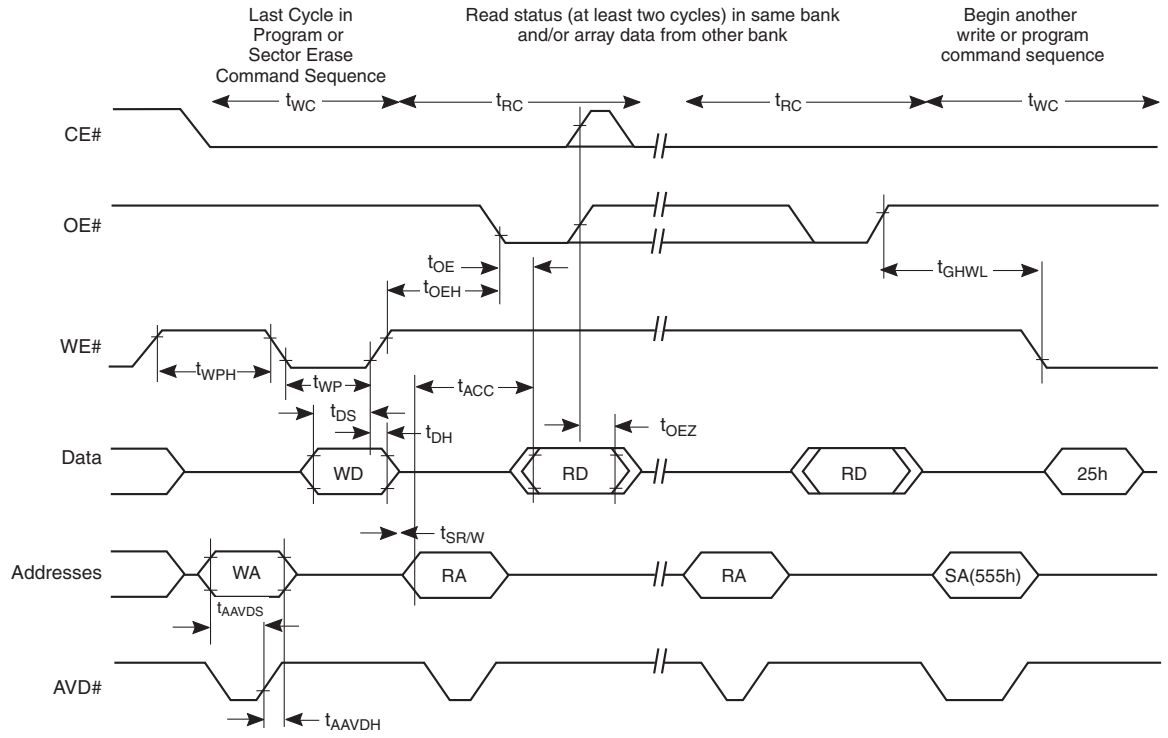 Last Cycle in
Program or
Sector Erase
Command Sequence
Read status (at least two cycles) in same bank
and/or array data from other bank
Begin another
write or program
command sequence
tWC
tRC
tRC
tWC
CE#
OE#
tOE
tGHWL
tOEH
WE#
tWPH
tWP
tACC
tDS
tOEZ
tDH
Data
WD
RD
RD
25h
tSR/W
Addresses
WA
RA
RA
SA(555h)
tAAVDS
AVD#
tAAVDH